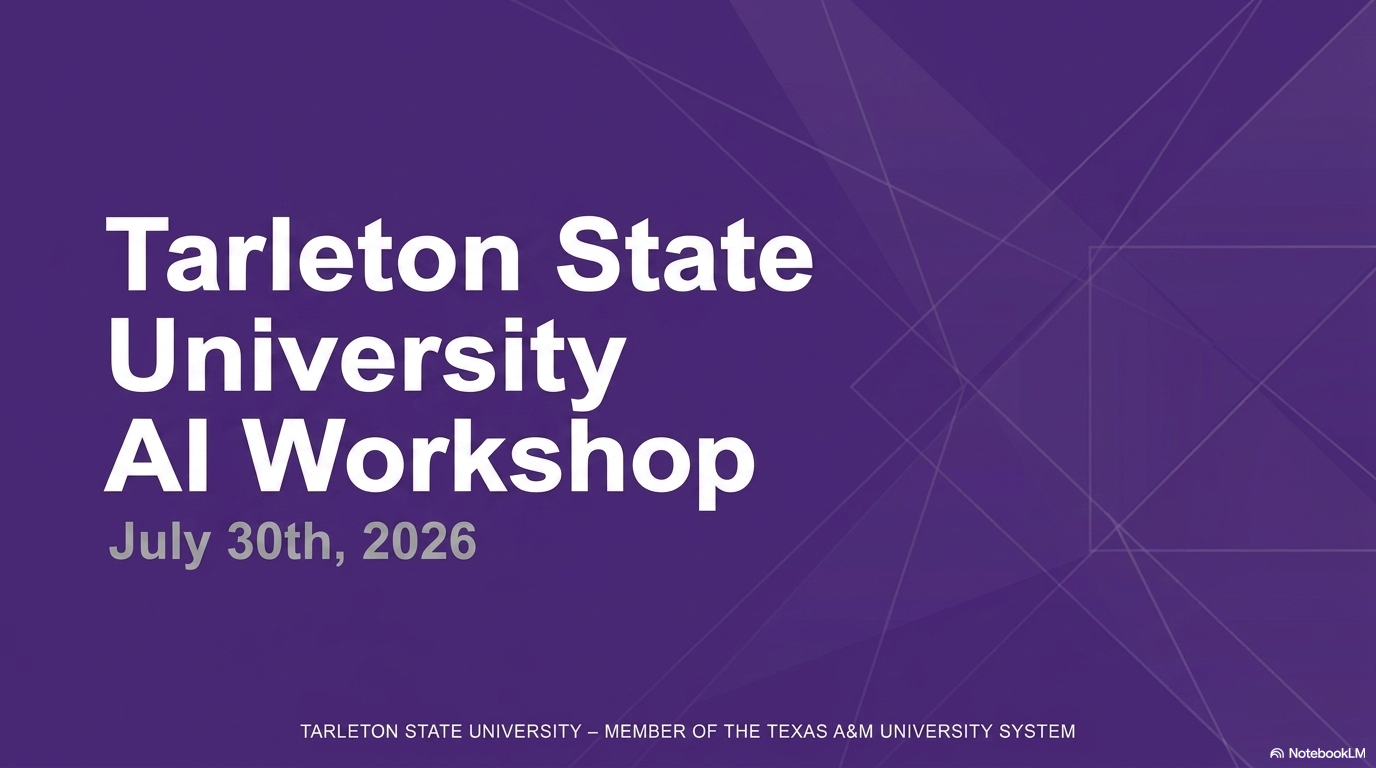 Tarleton State
University
AI Workshop
July 30th, 2026
TARLETON STATE UNIVERSITY – MEMBER OF THE TEXAS A&M UNIVERSITY SYSTEM
NotebookLM